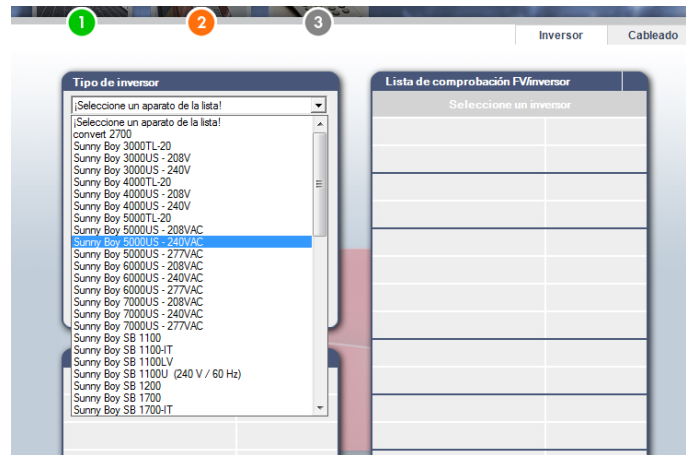 1 2 3
Inversor Cableado
Tipo de inversor
¡Seleccione un aparato de la lista!
¡Seleccione un aparato de la lista!
convert 2700
Sunny Boy 3000TL-20
Sunny Boy 3000US - 208V
Sunny Boy 3000US - 240V
Sunny Boy 4000TL-20
Sunny Boy 4000US - 208V
Sunny Boy 4000US - 240V
Sunny Boy 5000TL-20
Sunny Boy 5000US - 208VAC
Sunny Boy 5000US - 240VAC
Sunny Boy 5000US - 277VAC
Sunny Boy 6000US - 208VAC
Sunny Boy 6000US - 240VAC
Sunny Boy 6000US - 277VAC
Sunny Boy 7000US - 208VAC
Sunny Boy 7000US - 240VAC
Sunny Boy 7000US - 277VAC
Sunny Boy SB 1100
Sunny Boy SB 1100-IT
Sunny Boy SB 1100LV
Sunny Boy SB 1100U (240 V / 60 Hz)
Sunny Boy SB 1200
Sunny Boy SB 1700
Sunny Boy SB 1700-IT
Lista de comprobación FV/inversor
Seleccione un inversor